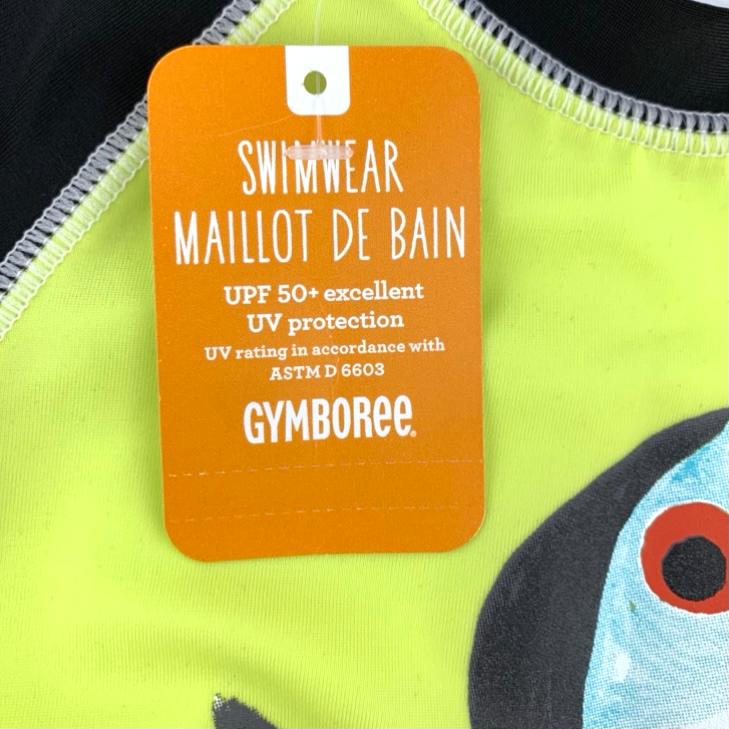 SWIMWEAR
MAILLOT DE BAIN
UPF 50+ excellent
UV protection
UV rating in accordance with
ASTM D 6603
GYMBOREE®